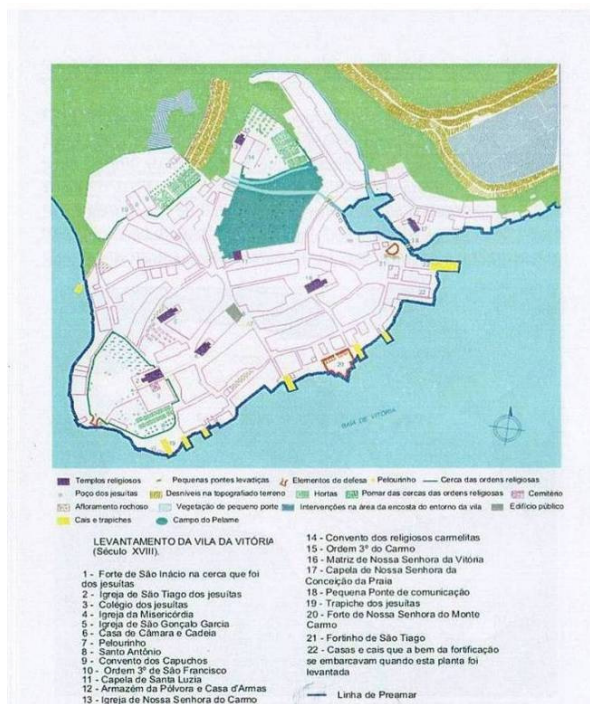 BAIA DE VITÓRIA
Templos religiosos
Pequenas portes levatiças
Elementos de defesa
Pelourinho
Cerca das ordens religiosas
Poço dos jesuítas
Desníveis na topografiado terreno
Hortas
Pomar das cercas das ordens religiosas
Cemitério
Afloramento rochoso
Vegetação de pequeno porte
Intervenções na área da encosta do entorno da vila
Edifício público
Cais e trapiches
Campo do Pelame
LEVANTAMENTO DA VILA DA VITÓRIA
(Século XVIII).
1 - Forte de São Inácio na cerca que foi
dos jesuítas
2 - Igreja de São Tiago dos jesuítas
3 - Colégio dos jesuítas
4 - Igreja da Misericórdia
5 - Igreja de São Gonçalo Garcia
6 - Casa de Câmara e Cadeia
7 - Pelourinho
8 - Santo Antônio
9 - Convento dos Capuchos
10 - Ordem 3º de São Francisco
11 - Capela de Santa Luzia
12 - Armazém da Pólvora e Casa d'Armas
13 - Igreja de Nossa Senhora do Carmo
14 - Convento dos religiosos carmelitas
15 - Ordem 3º do Carmo
16 - Matriz de Nossa Senhora da Vitória
17 - Capela de Nossa Senhora da
Conceição da Praia
18 - Pequena Ponte de comunicação
19 - Trapiche dos jesuítas
20 - Forte de Nossa Senhora do Monte
Carmo
21 - Fortinho de São Tiago
22 - Casas e cais que a bem da fortificação
se embarcavam quando esta planta foi
levantada
Linha de Preamar